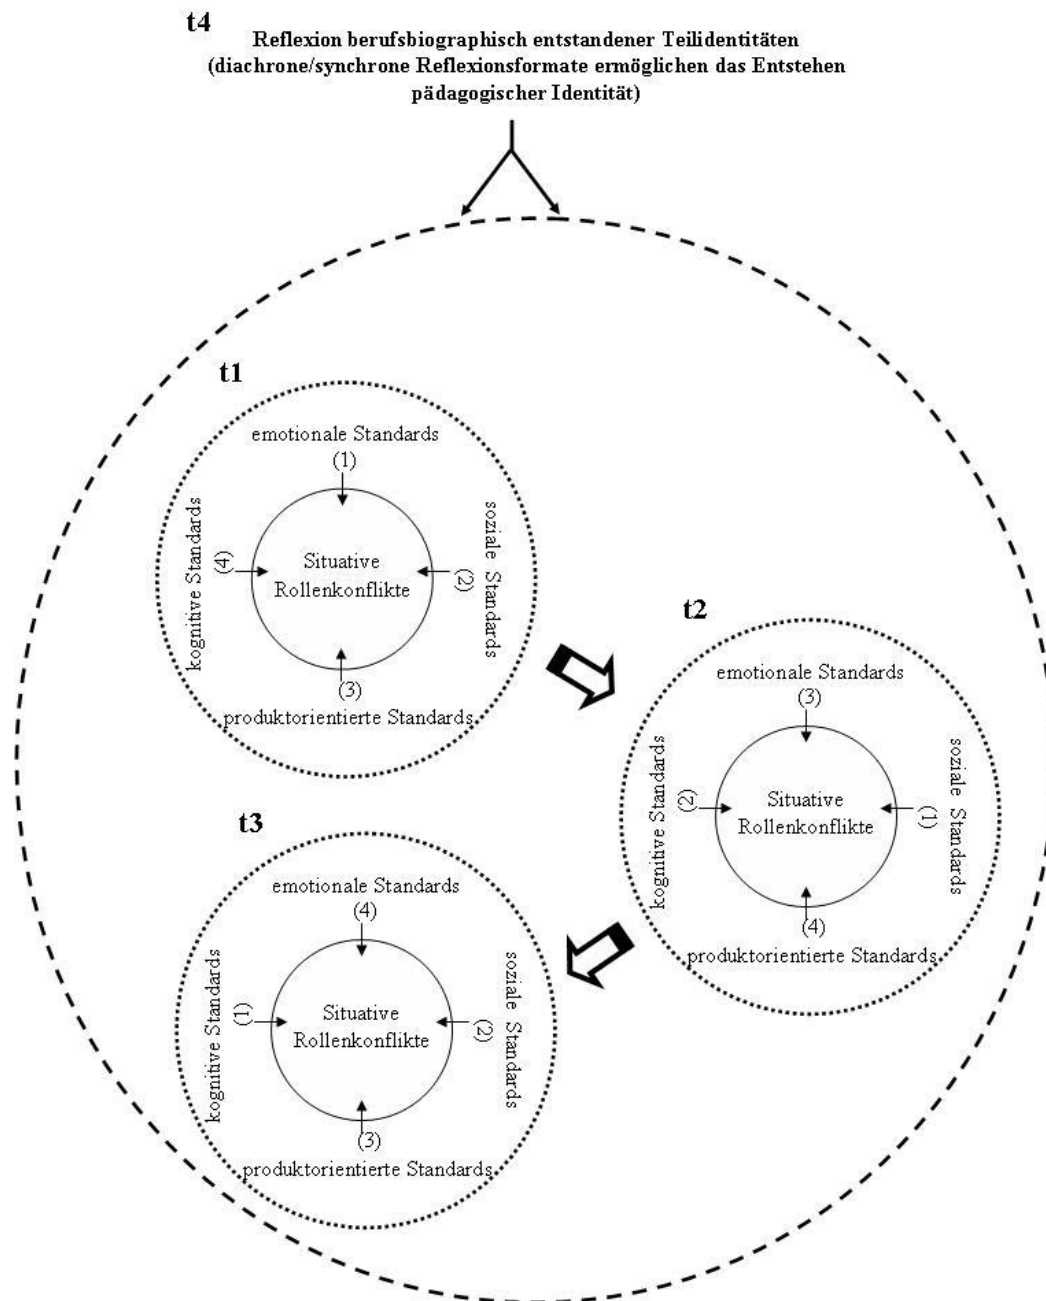 t4
Reflexion berufsbiographisch entstandener Teilidentitäten
(diachrone/synchrone Reflexionsformate ermöglichen das Entstehen
pädagogischer Identität)
t1
emotionale Standards
(1)
kognitive Standards
(4)
Situative
Rollenkonflikte
(2)
soziale Standards
(3)
produktorientierte Standards
t2
emotionale Standards
(3)
kognitive Standards
(2)
Situative
Rollenkonflikte
(1)
soziale Standards
(4)
produktorientierte Standards
t3
emotionale Standards
(4)
kognitive Standards
(1)
Situative
Rollenkonflikte
(2)
soziale Standards
(3)
produktorientierte Standards